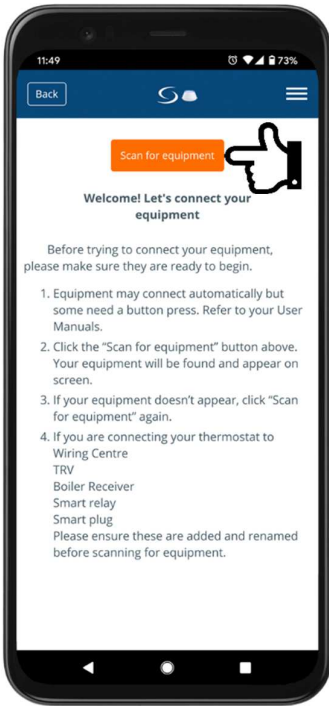 11:49
73%
Back
Scan for equipment
Welcome! Let's connect your
equipment
Before trying to connect your equipment,
please make sure they are ready to begin.
1. Equipment may connect automatically but
some need a button press. Refer to your User
Manuals.
2. Click the “Scan for equipment” button above.
Your equipment will be found and appear on
screen.
3. If your equipment doesn’t appear, click “Scan
for equipment” again.
4. If you are connecting your thermostat to
Wiring Centre
TRV
Boiler Receiver
Smart relay
Smart plug
Please ensure these are added and renamed
before scanning for equipment.